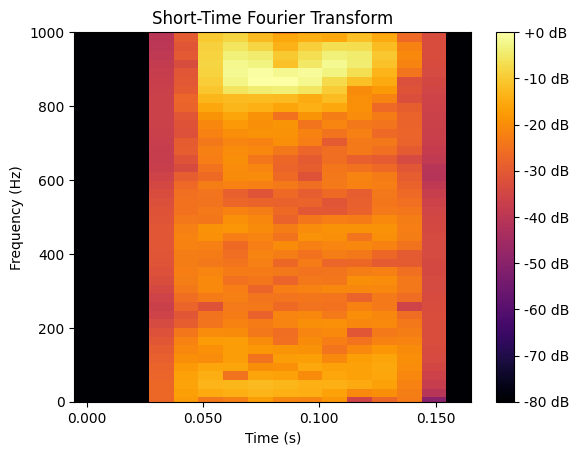 Short-Time Fourier Transform
1000
800
600
400
200
0
Frequency (Hz)
0.000
0.050
0.100
0.150
Time (s)
+0 dB
-10 dB
-20 dB
-30 dB
-40 dB
-50 dB
-60 dB
-70 dB
-80 dB